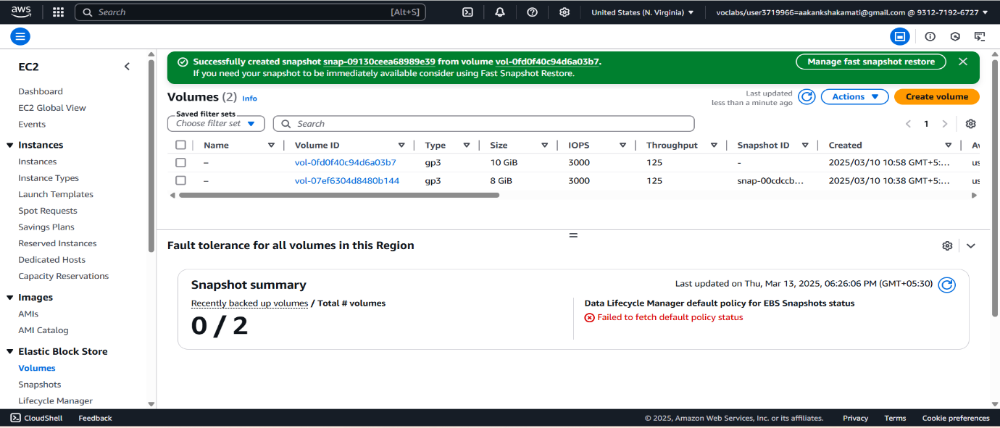 aws
Search [Alt+S]
United States (N. Virginia)
voclabs/user3719966=aakankshakamati@gmail.com @ 9312-7192-6727
EC2
Dashboard
EC2 Global View
Events
Instances
Instances
Instance Types
Launch Templates
Spot Requests
Savings Plans
Reserved Instances
Dedicated Hosts
Capacity Reservations
Images
AMIs
AMI Catalog
Elastic Block Store
Volumes
Snapshots
Lifecycle Manager
Successfully created snapshot snap-09130ceea68989e39 from volume vol-0fd0f40c94d6a03b7.
If you need your snapshot to be immediately available consider using Fast Snapshot Restore.
Manage fast snapshot restore
Volumes (2) Info
Last updated
less than a minute ago
Actions
Create volume
Saved filter sets
Choose filter set
Search
1
Name Volume ID Type Size IOPS Throughput Snapshot ID Created Av
– vol-0fd0f40c94d6a03b7 gp3 10 GiB 3000 125 - 2025/03/10 10:58 GMT+5:... us
– vol-07ef6304d8480b144 gp3 8 GiB 3000 125 snap-00cdccb... 2025/03/10 10:38 GMT+5:... us
Fault tolerance for all volumes in this Region
Snapshot summary
Last updated on Thu, Mar 13, 2025, 06:26:06 PM (GMT+05:30)
Recently backed up volumes / Total # volumes
0 / 2
Data Lifecycle Manager default policy for EBS Snapshots status
Failed to fetch default policy status
CloudShell Feedback
© 2025, Amazon Web Services, Inc. or its affiliates. Privacy Terms Cookie preferences